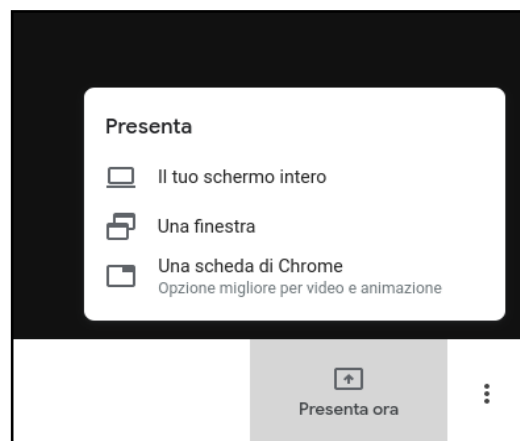 Presenta
Il tuo schermo intero
Una finestra
Una scheda di Chrome
Opzione migliore per video e animazione
Presenta ora